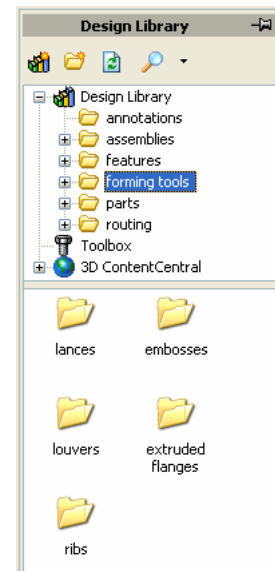 Design Library
Design Library
annotations
assemblies
features
forming tools
parts
routing
Toolbox
3D ContentCentral
lances embosses
louvers extruded
flanges
ribs